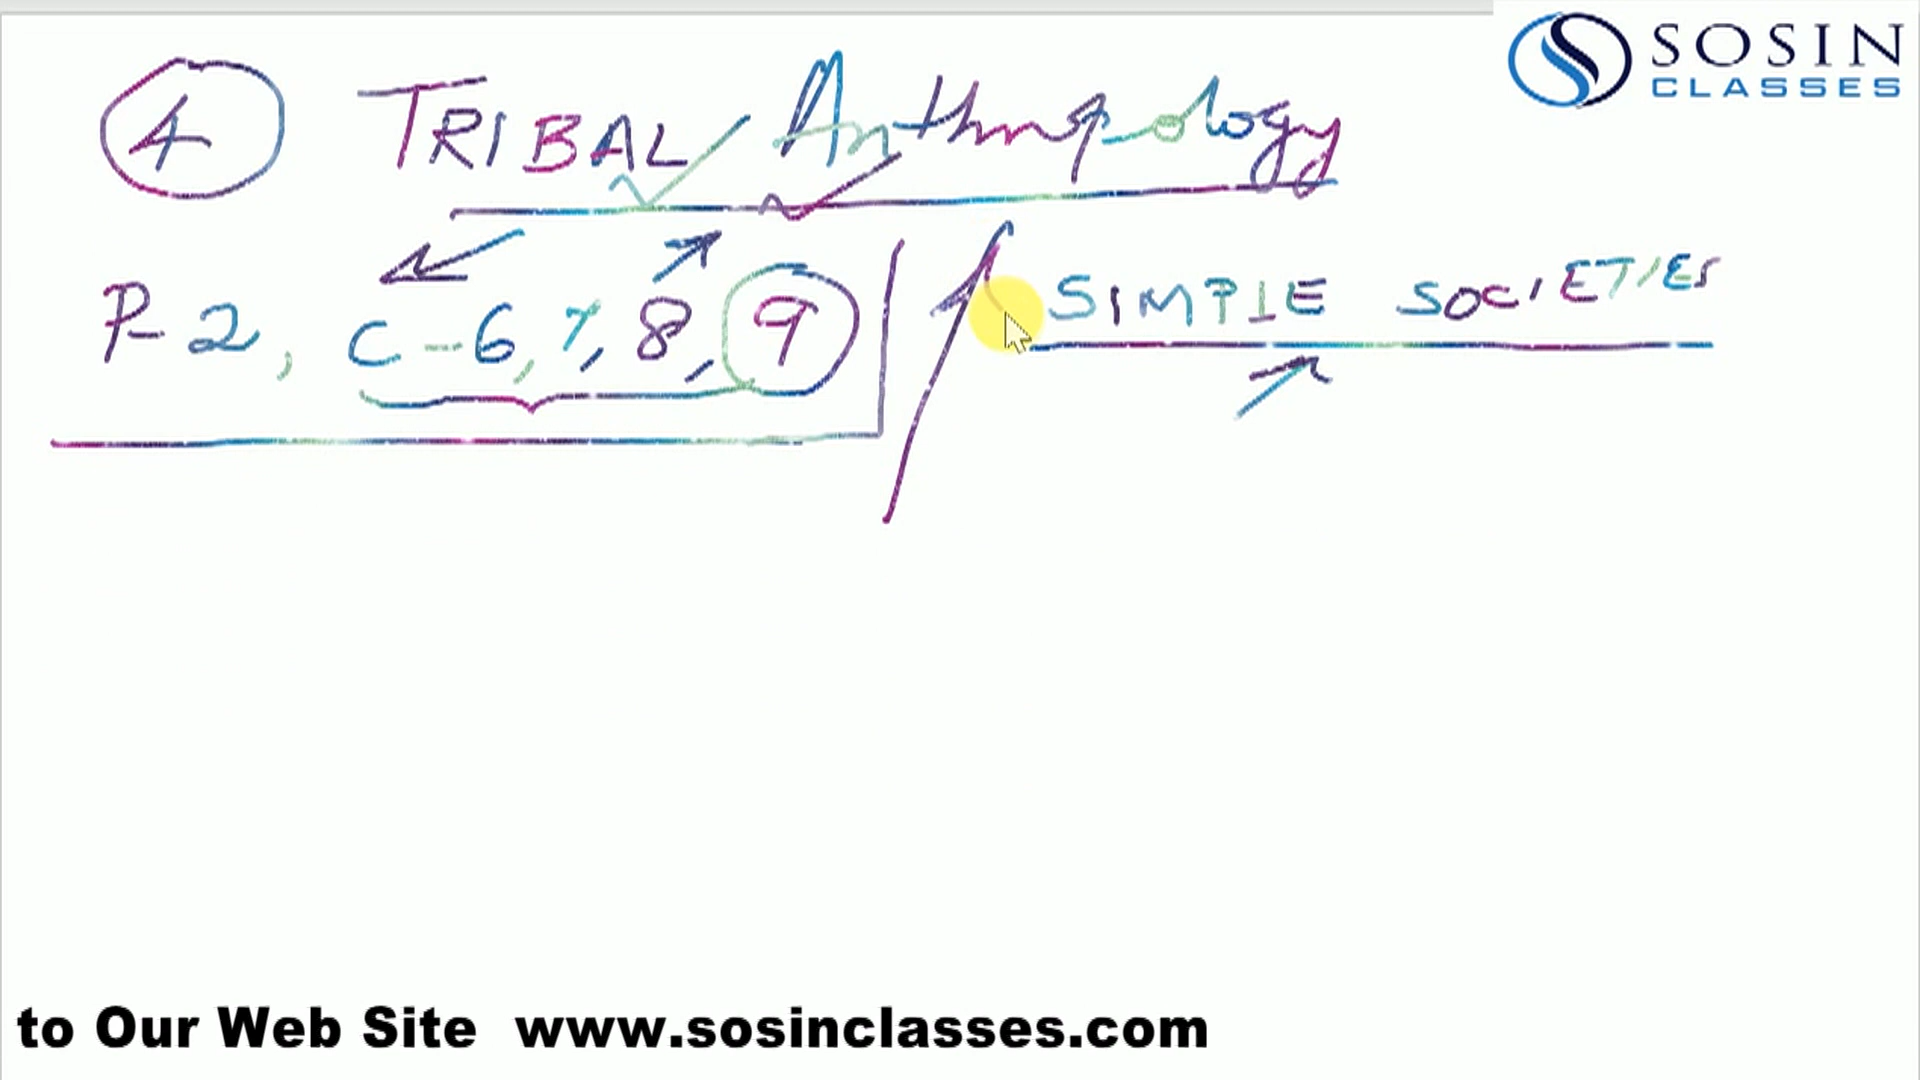 SOSIN
CLASSES
4 TRIBAL Anthropology
P-2, C-6, 7, 8, 9
SIMPLE SOCIETIES
to Our Web Site www.sosinclasses.com